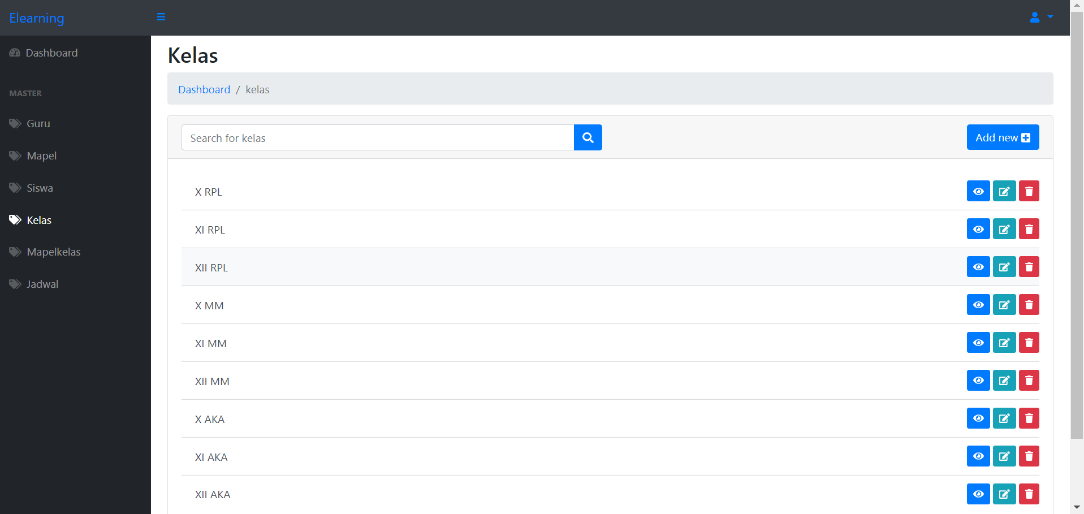 Elearning
Dashboard
MASTER
Guru
Mapel
Siswa
Kelas
Mapelkelas
Jadwal
Kelas
Dashboard / kelas
Search for kelas
Add new
X RPL
XI RPL
XII RPL
X MM
XI MM
XII MM
X AKA
XI AKA
XII AKA